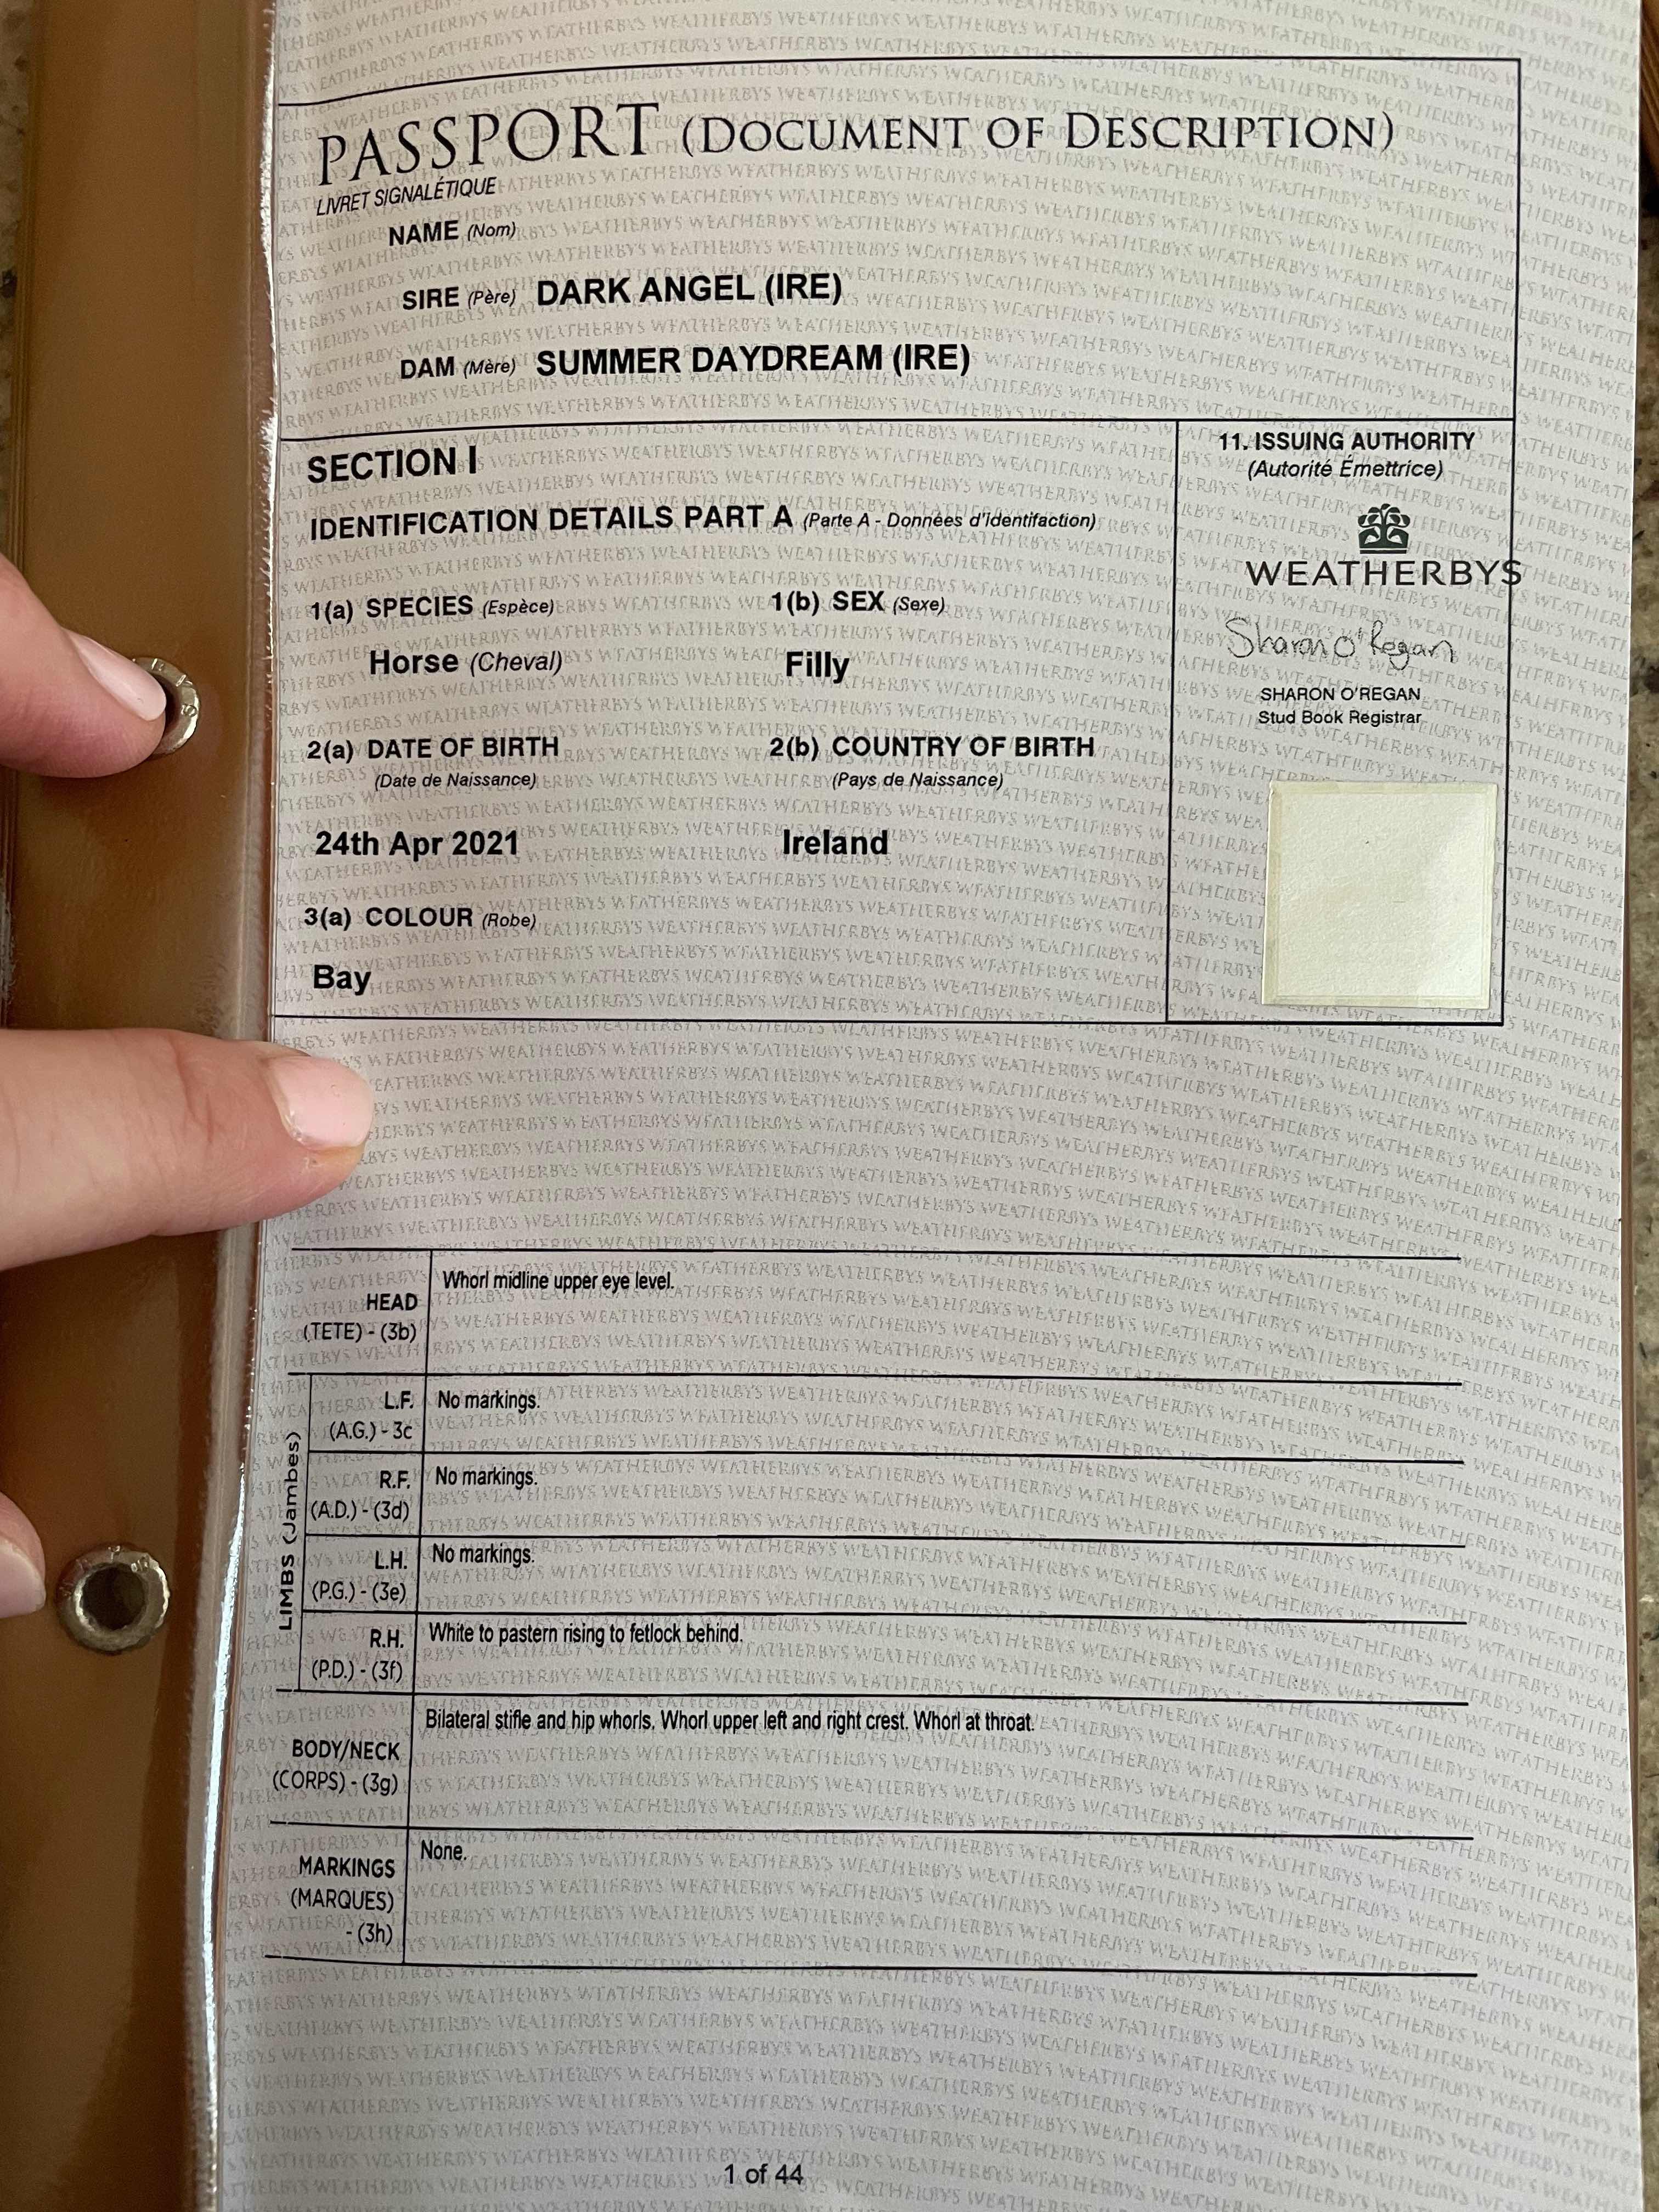 PASSPORT (DOCUMENT OF DESCRIPTION)
LIVRET SIGNALÉTIQUE
NAME (Nom)
SIRE (Père) DARK ANGEL (IRE)
DAM (Mère) SUMMER DAYDREAM (IRE)
SECTION I
IDENTIFICATION DETAILS PART A (Parte A - Données d'identifaction)
1(a) SPECIES (Espèce) 1(b) SEX (Sexe)
Horse (Cheval) Filly
2(a) DATE OF BIRTH 2(b) COUNTRY OF BIRTH
(Date de Naissance) (Pays de Naissance)
24th Apr 2021 Ireland
3(a) COLOUR (Robe)
Bay
11. ISSUING AUTHORITY
(Autorité Émettrice)
WEATHERBYS
Sharon O'Regan
SHARON O'REGAN
Stud Book Registrar
HEAD
(TETE) - (3b)
Whorl midline upper eye level.
LIMBS (Jambes)
L.F.
(A.G.) - 3c
No markings.
R.F.
(A.D.) - (3d)
No markings.
L.H.
(P.G.) - (3e)
No markings.
R.H.
(P.D.) - (3f)
White to pastern rising to fetlock behind.
BODY/NECK
(CORPS) - (3g)
Bilateral stifle and hip whorls. Whorl upper left and right crest. Whorl at throat.
MARKINGS
(MARQUES)
- (3h)
None.
1 of 44